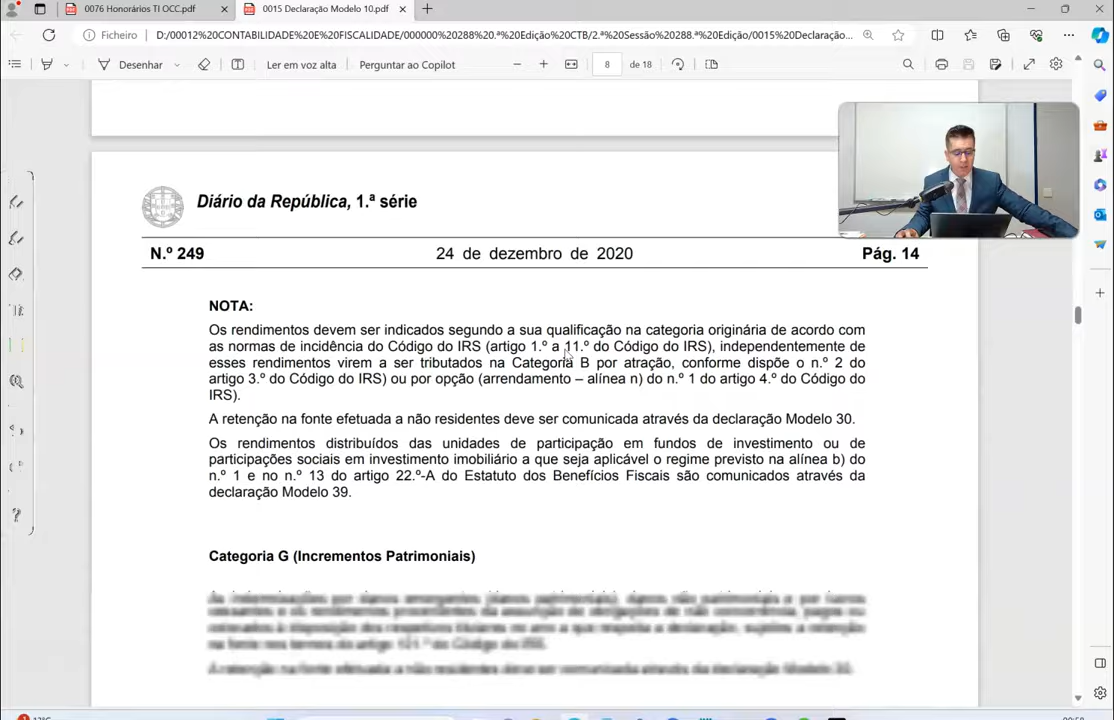 0076 Honorários TI OCC.pdf
0015 Declaração Modelo 10.pdf
Ficheiro
D:/00012%20CONTABILIDADE%20E%20FISCALIDADE/000000%20288%20.ª%20Edição%20CTB/2.ª%20Sessão%20288.ª%20Edição/0015%20Declaração...
Desenhar
Ler em voz alta
Perguntar ao Copilot
8 de 18
Diário da República, 1.ª série
N.º 249 24 de dezembro de 2020 Pág. 14
NOTA:
Os rendimentos devem ser indicados segundo a sua qualificação na categoria originária de acordo com
as normas de incidência do Código do IRS (artigo 1.º a 11.º do Código do IRS), independentemente de
esses rendimentos virem a ser tributados na Categoria B por atração, conforme dispõe o n.º 2 do
artigo 3.º do Código do IRS) ou por opção (arrendamento – alínea n) do n.º 1 do artigo 4.º do Código do
IRS).
A retenção na fonte efetuada a não residentes deve ser comunicada através da declaração Modelo 30.
Os rendimentos distribuídos das unidades de participação em fundos de investimento ou de
participações sociais em investimento imobiliário a que seja aplicável o regime previsto na alínea b) do
n.º 1 e no n.º 13 do artigo 22.º-A do Estatuto dos Benefícios Fiscais são comunicados através da
declaração Modelo 39.
Categoria G (Incrementos Patrimoniais)